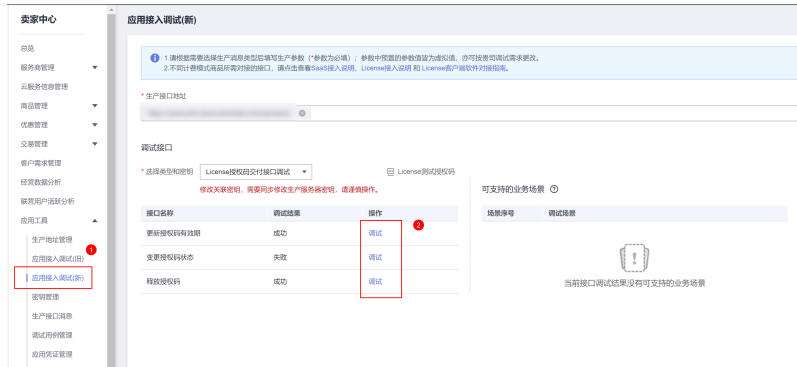 卖家中心
总览
服务商管理
云服务信息管理
商品管理
优惠管理
交易管理
客户需求管理
经营数据分析
联营用户活跃分析
应用工具
生产地址管理
1
应用接入调试(旧)
应用接入调试(新)
密钥管理
生产接口消息
调试用例管理
应用凭证管理
应用接入调试(新)
1.请根据需要选择生产消息类型后填写生产参数（*参数为必填）；参数中预置的参数值皆为虚拟值，亦可按贵司调试需求更改。
2.不同计费模式商品所需对接的接口，请点击查看SaaS接入说明、License接入说明 和 License客户端软件对接指南。
* 生产接口地址
调试接口
* 选择类型和密钥
License授权码交付接口调试
License测试授权码
修改关联密钥，需要同步修改生产服务器密钥，请谨慎操作。
接口名称 调试结果 操作
2
更新授权码有效期 成功 调试
变更授权码状态 失败 调试
释放授权码 成功 调试
可支持的业务场景
场景序号 调试场景
当前接口调试结果没有可支持的业务场景